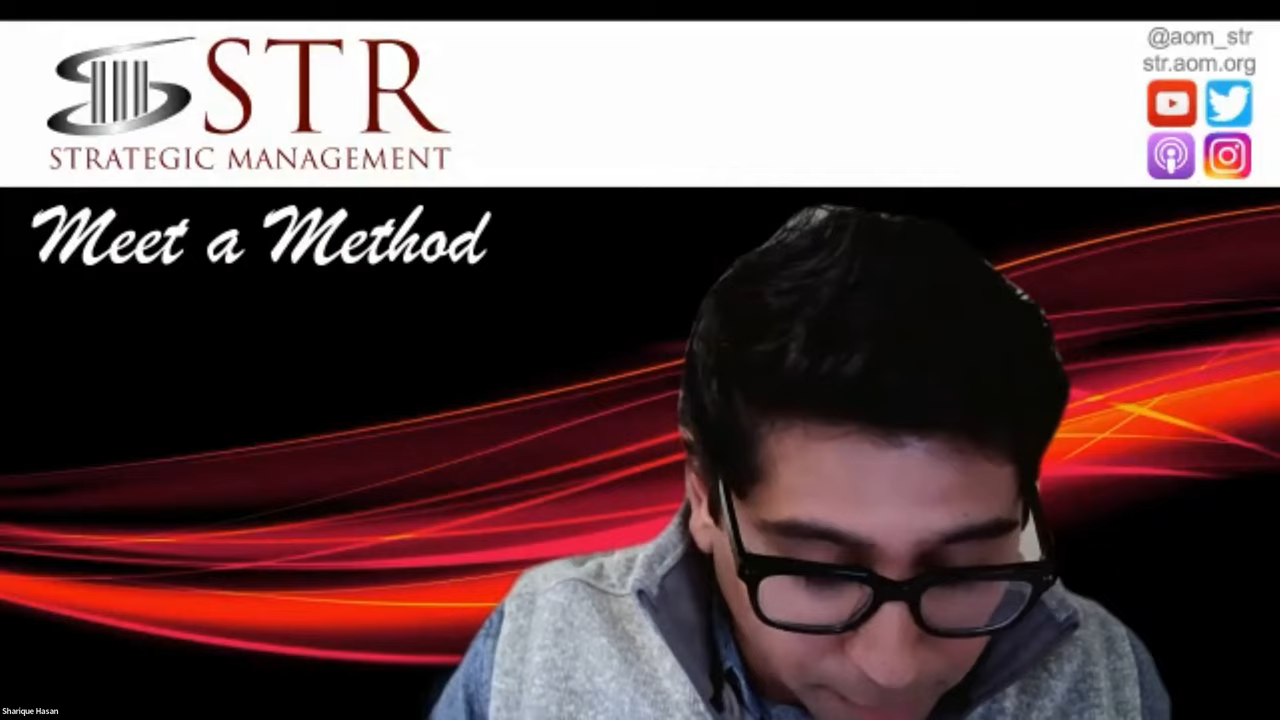 STR
STRATEGIC MANAGEMENT
@aom_str
str.aom.org
Meet a Method
Sharique Hasan